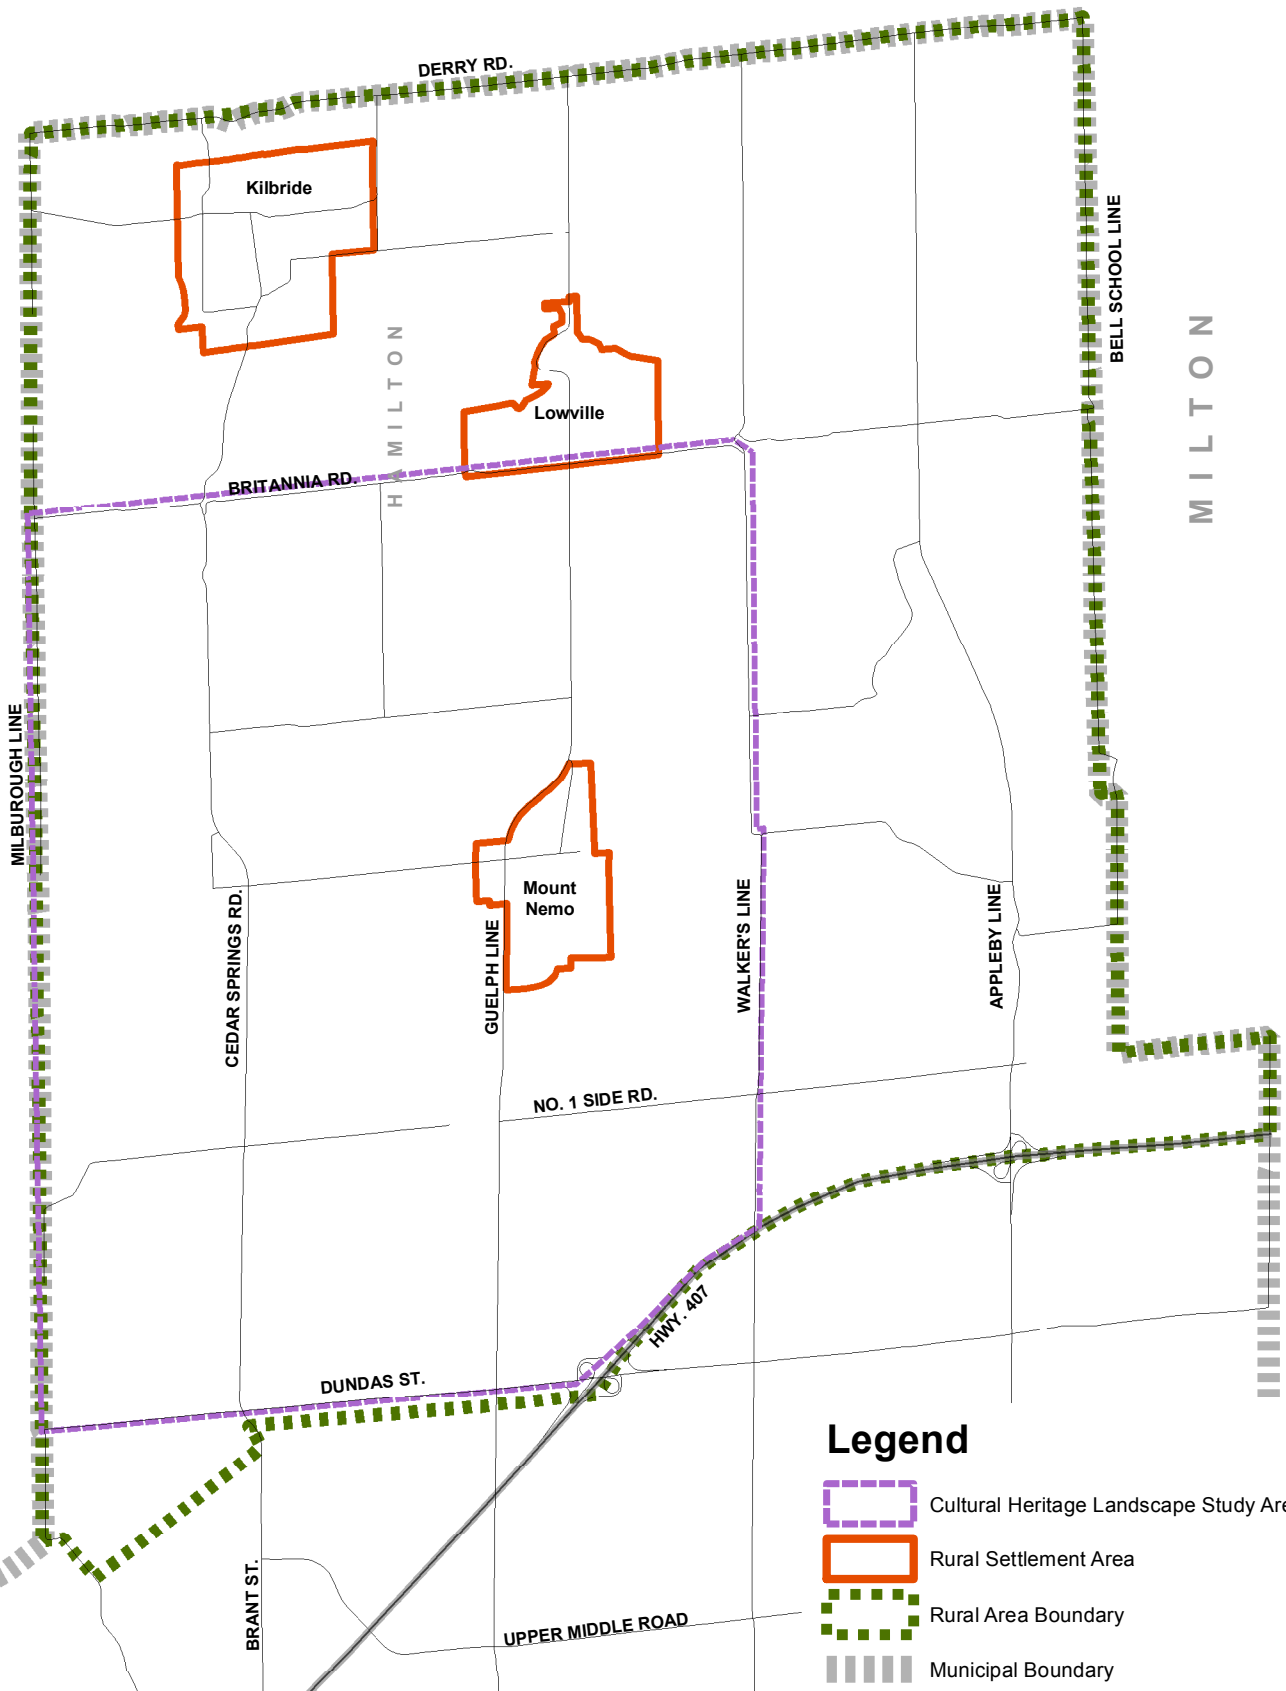 DERRY RD.
Kilbride
BELL SCHOOL LINE
MILTON
HAMILTON
Lowville
BRITANNIA RD.
MILBUROUGH LINE
Mount
Nemo
CEDAR SPRINGS RD.
GUELPH LINE
WALKER'S LINE
APPLEBY LINE
NO. 1 SIDE RD.
HWY. 407
DUNDAS ST.
BRANT ST.
UPPER MIDDLE ROAD
Legend
Cultural Heritage Landscape Study Are
Rural Settlement Area
Rural Area Boundary
Municipal Boundary